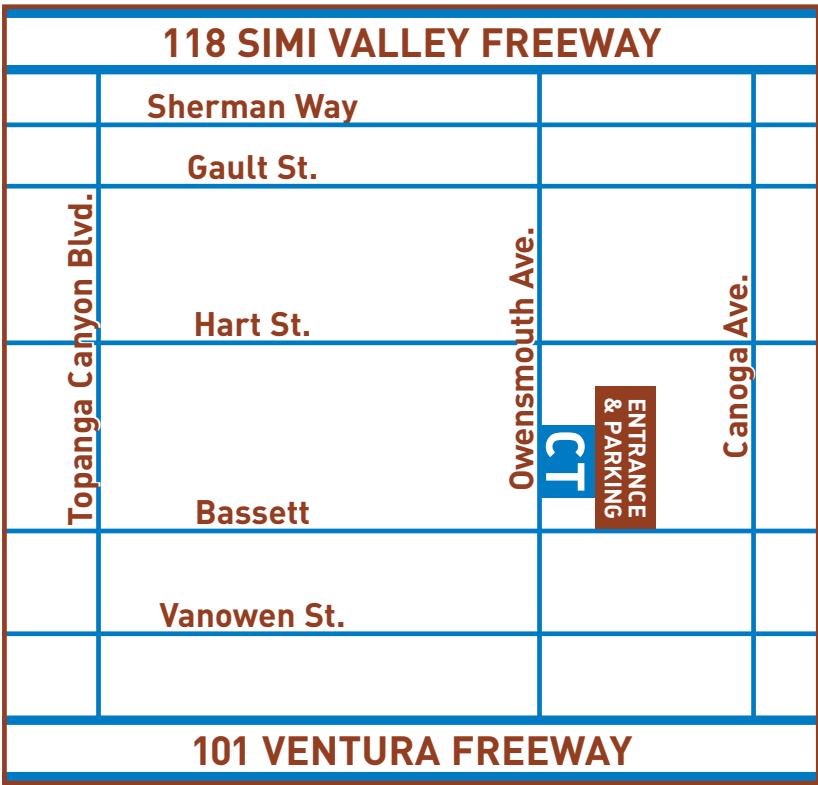 118 SIMI VALLEY FREEWAY
Sherman Way
Gault St.
Topanga Canyon Blvd.
Hart St.
Owensmouth Ave.
Canoga Ave.
ENTRANCE
& PARKING
CT
Bassett
Vanowen St.
101 VENTURA FREEWAY